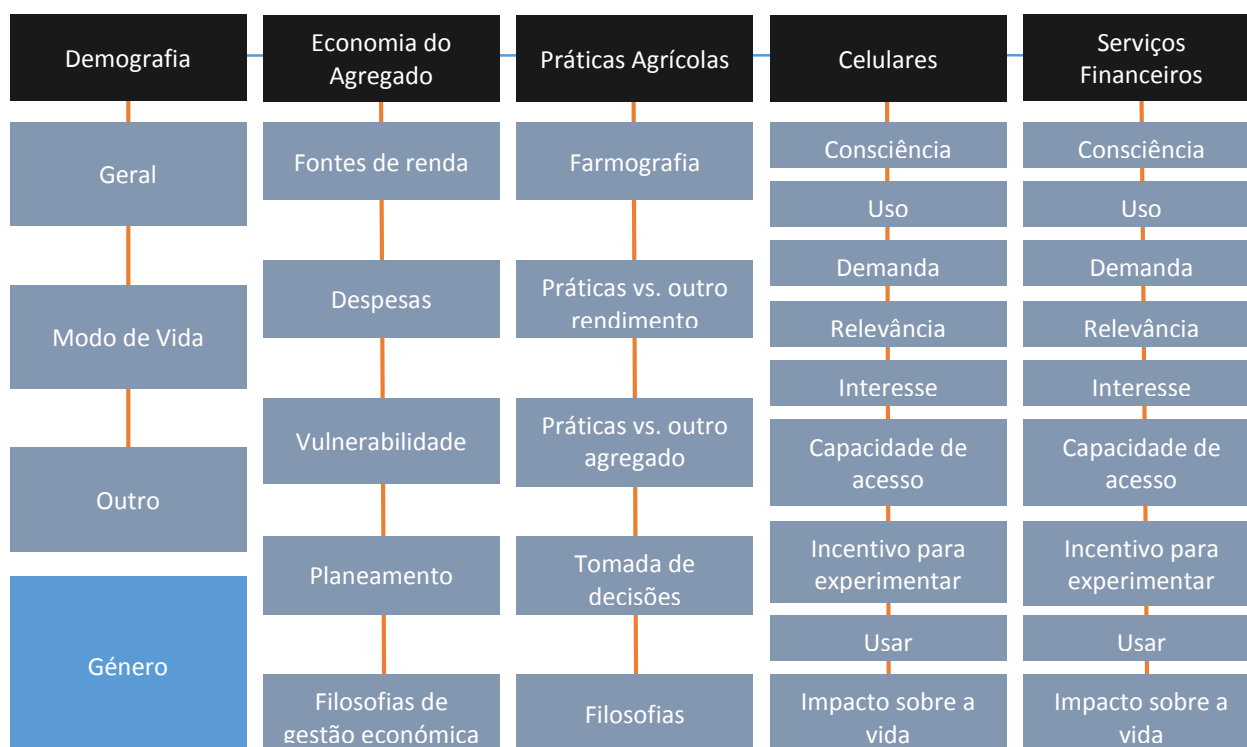 Demografia
Geral
Modo de Vida
Outro
Género
Economia do
Agregado
Fontes de renda
Despesas
Vulnerabilidade
Planeamento
Filosofias de
gestão económica
Práticas Agrícolas
Farmografia
Práticas vs. outro
rendimento
Práticas vs. outro
agregado
Tomada de
decisões
Filosofias
Celulares
Consciência
Uso
Demanda
Relevância
Interesse
Capacidade de
acesso
Incentivo para
experimentar
Usar
Impacto sobre a
vida
Serviços
Financeiros
Consciência
Uso
Demanda
Relevância
Interesse
Capacidade de
acesso
Incentivo para
experimentar
Usar
Impacto sobre a
vida